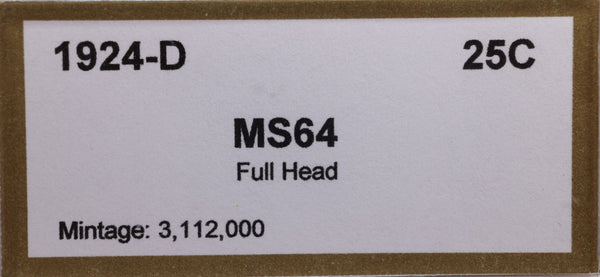 1924-D 25C
MS64
Full Head
Mintage: 3,112,000